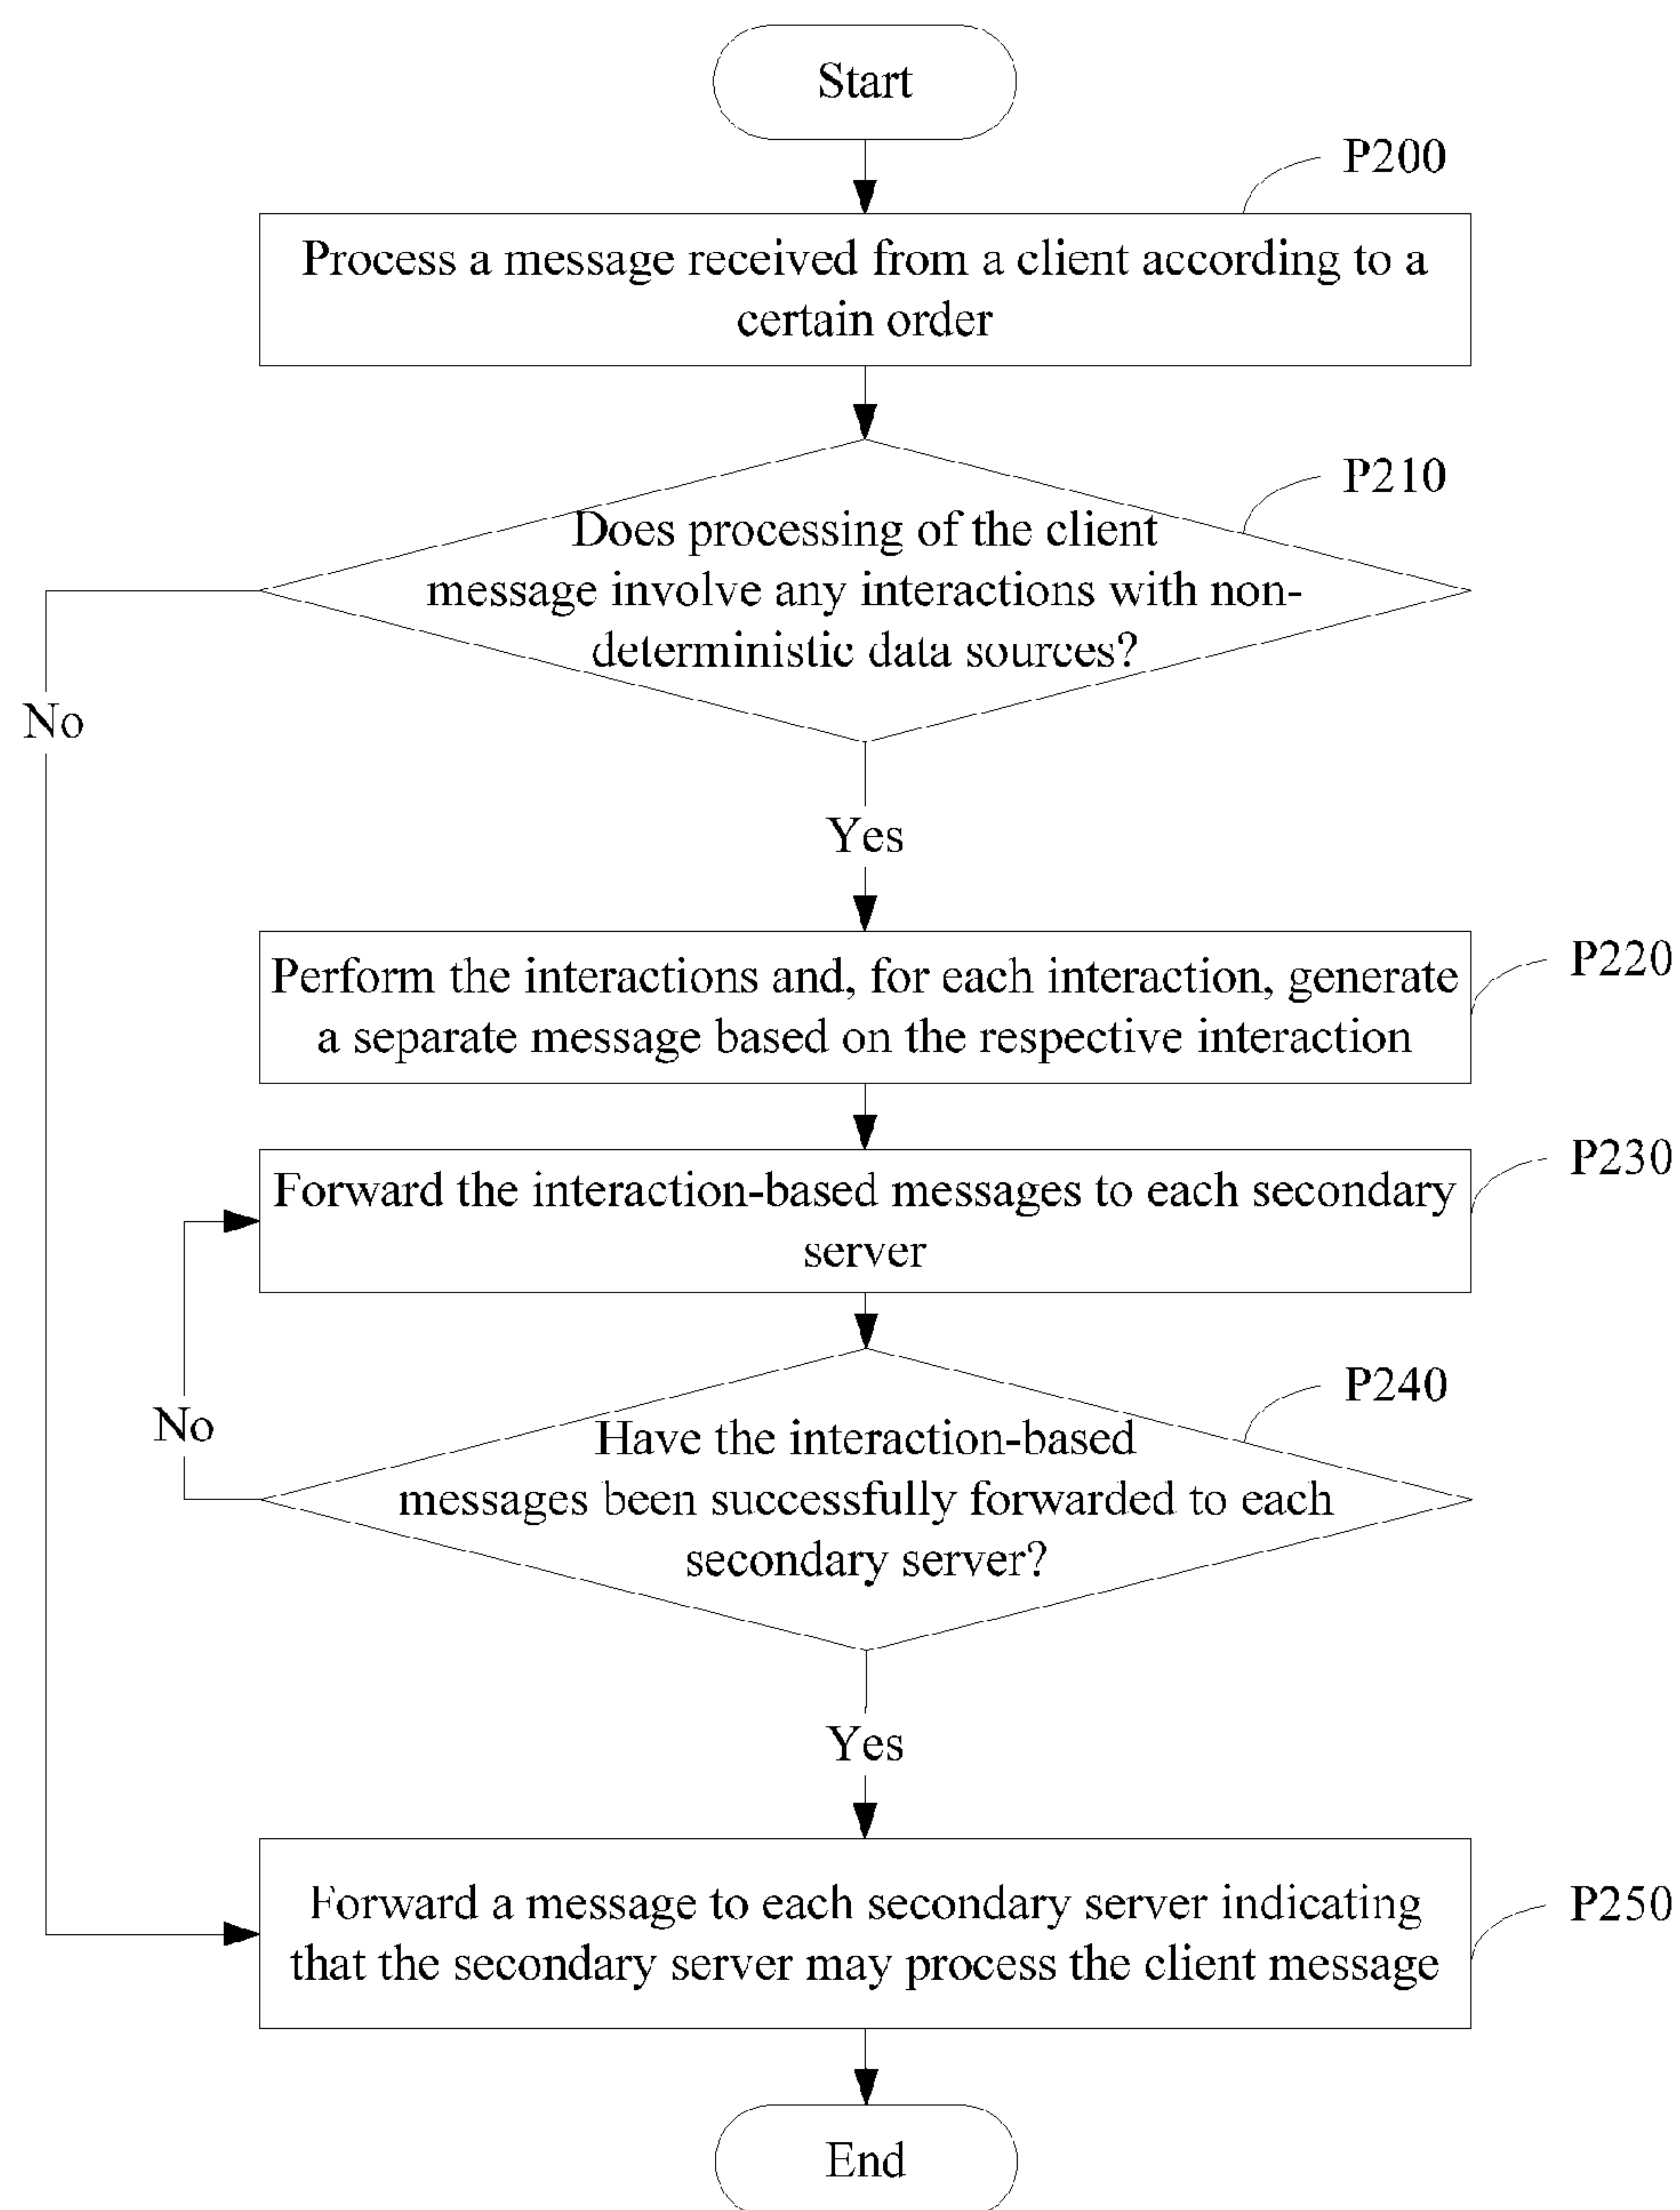 Start
P200
Process a message received from a client according to a
certain order
P210
Does processing of the client
message involve any interactions with non-
deterministic data sources?
No
Yes
P220
Perform the interactions and, for each interaction, generate
a separate message based on the respective interaction
P230
Forward the interaction-based messages to each secondary
server
P240
No
Have the interaction-based
messages been successfully forwarded to each
secondary server?
Yes
P250
Forward a message to each secondary server indicating
that the secondary server may process the client message
End